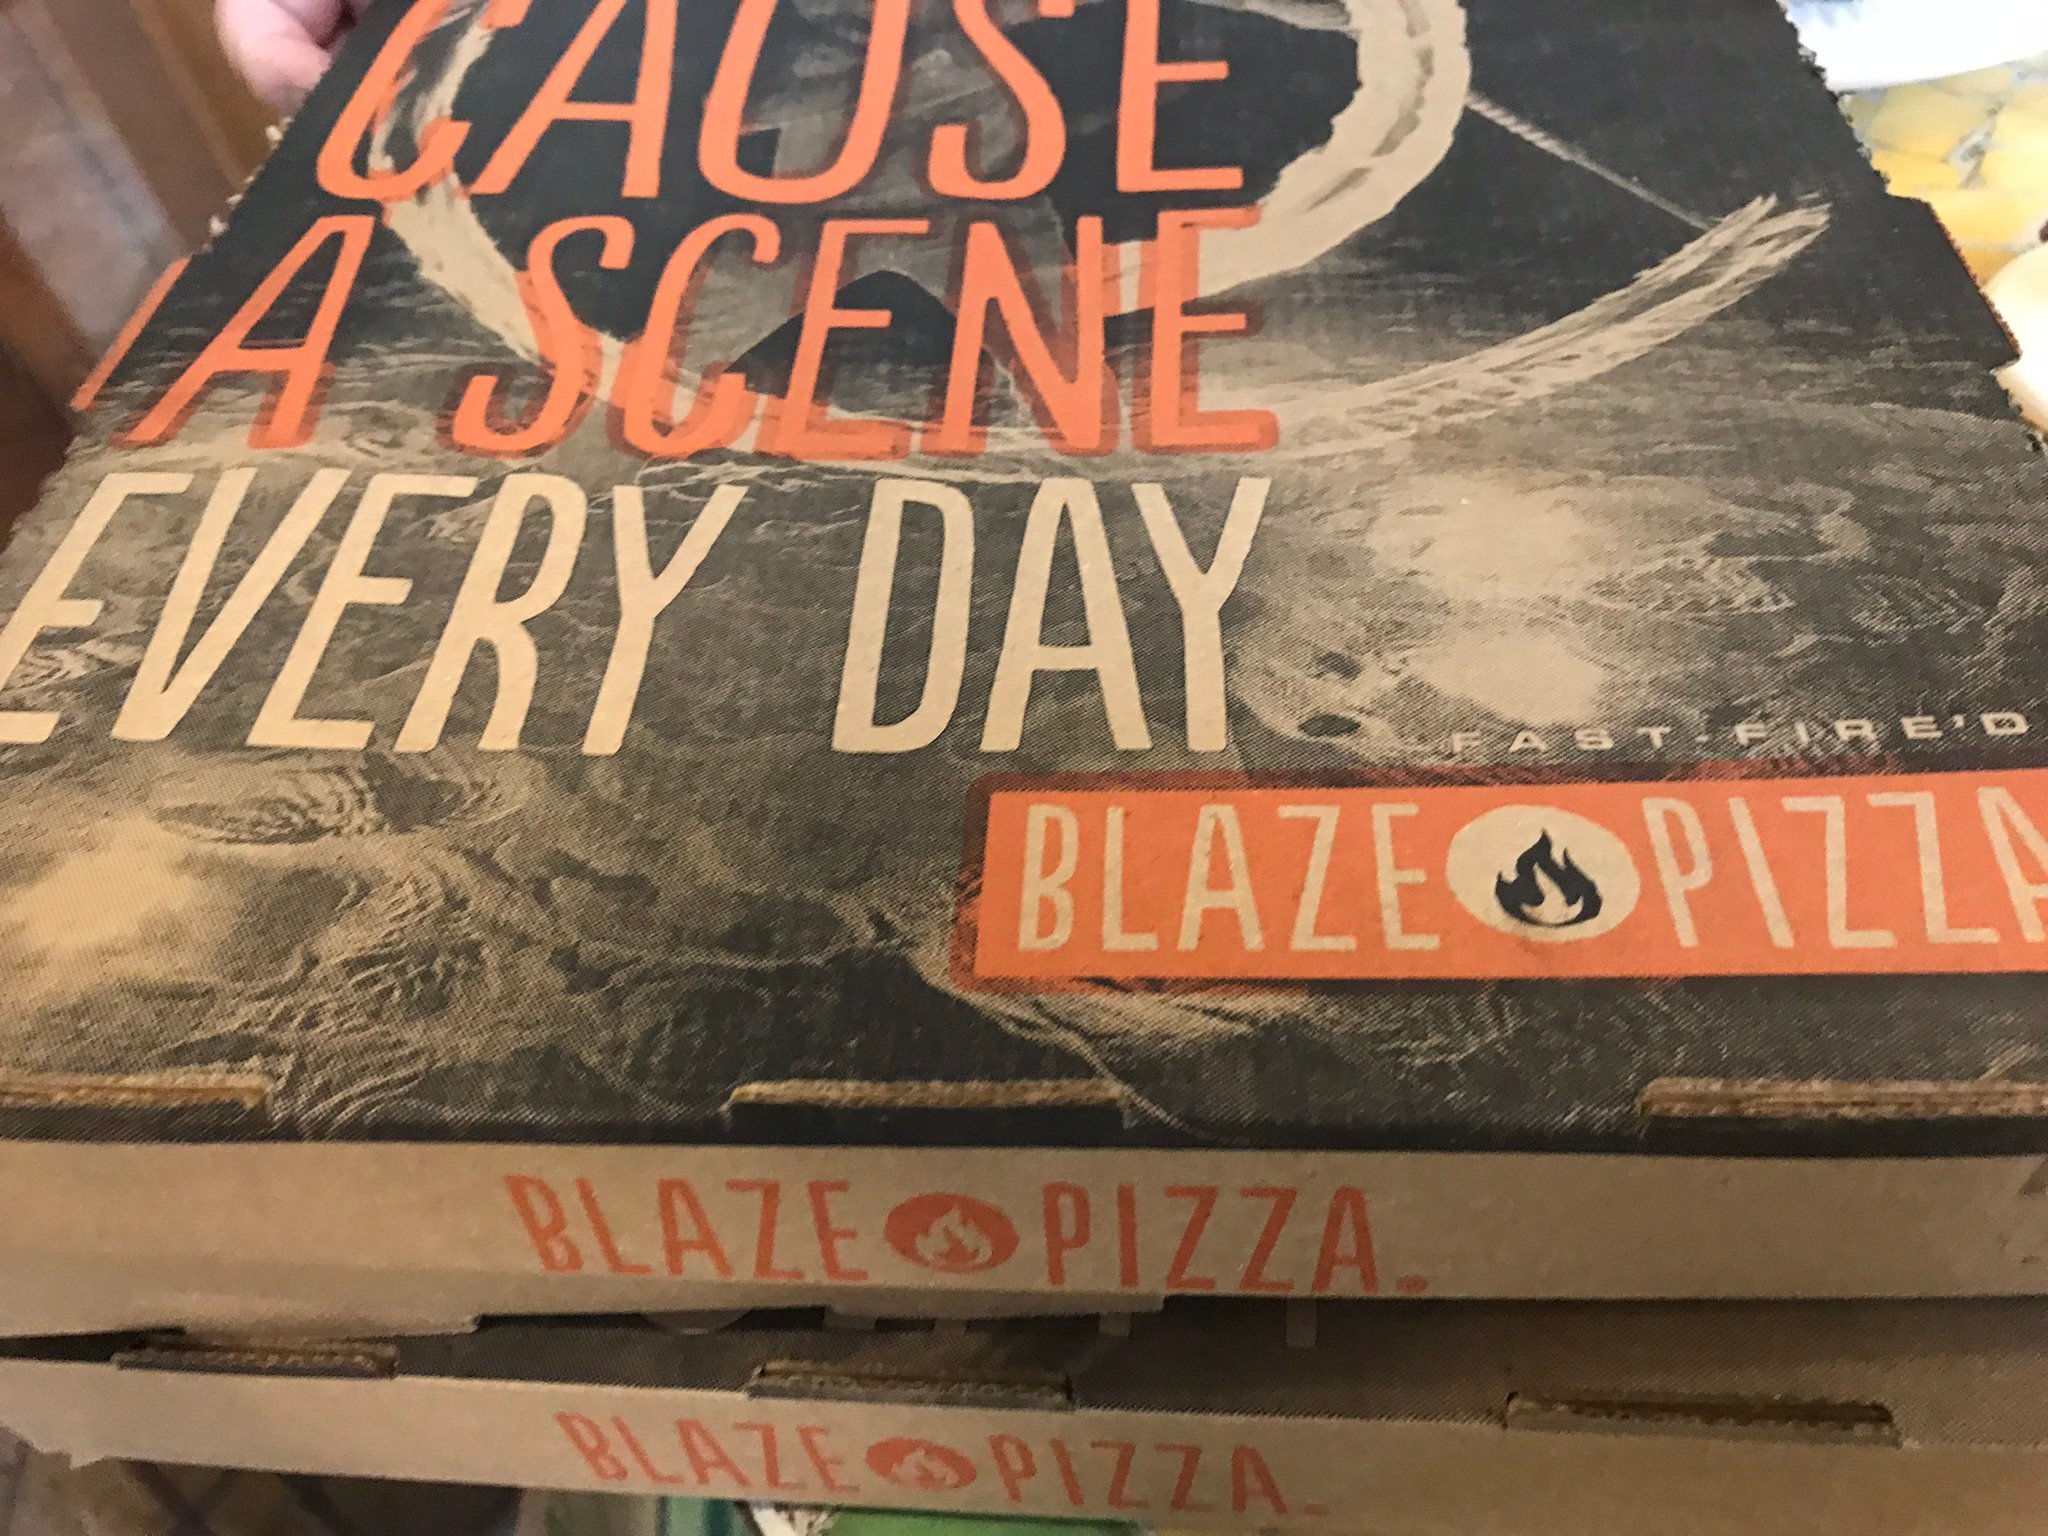 CAUSE
A SCENE
EVERY DAY
FAST-FIRE'D
BLAZE PIZZA
BLAZE PIZZA
BLAZE PIZZA